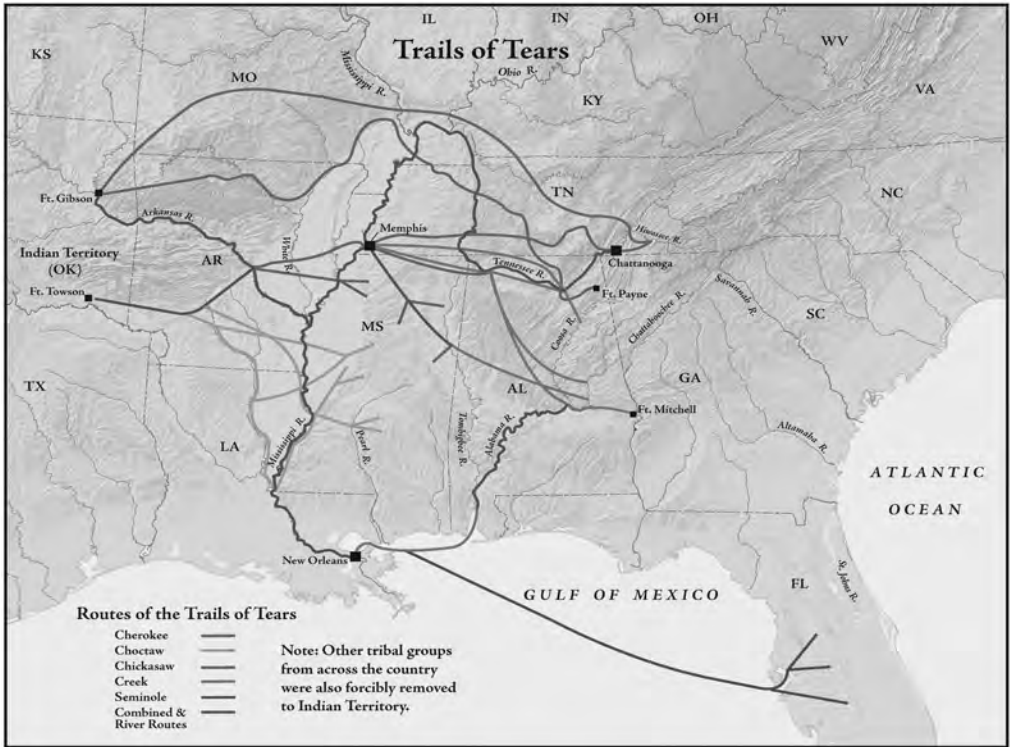 Trails of Tears
KS
MO
IL
IN
OH
WV
VA
KY
Mississippi R.
Ohio R.
TN
NC
Ft. Gibson
Arkansas R.
White R.
Memphis
Hiwassee R.
Chattanooga
Indian Territory
(OK)
AR
Tennessee R.
Ft. Payne
Ft. Towson
MS
Coosa R.
Chattahoochee R.
Savannah R.
SC
TX
AL
GA
Ft. Mitchell
LA
Mississippi R.
Pearl R.
Tombigbee R.
Alabama R.
Altamaha R.
ATLANTIC
OCEAN
New Orleans
GULF OF MEXICO
FL
St. Johns R.
Routes of the Trails of Tears
Cherokee
Choctaw
Chickasaw
Creek
Seminole
Combined &
River Routes
Note: Other tribal groups
from across the country
were also forcibly removed
to Indian Territory.